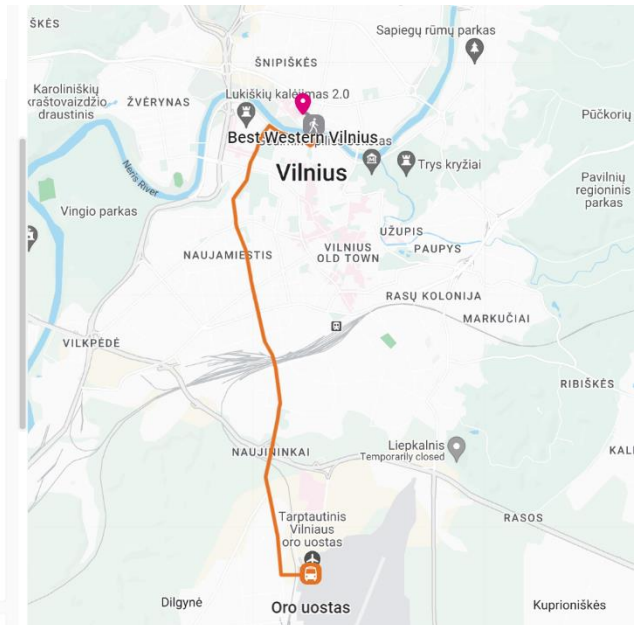 ŠKĖS
Sapiegų rūmų parkas
ŠNIPIŠKĖS
Karoliniškių
kraštovaizdžio
draustinis
ŽVĖRYNAS
Lukiškių kalėjimas 2.0
Pūčkorių
Best Western Vilnius
Trys kryžiai
Vilnius
Neris River
Pavilnių
regioninis
parkas
Vingio parkas
UŽUPIS
PAUPYS
NAUJAMIESTIS
VILNIUS
OLD TOWN
RASŲ KOLONIJA
MARKUČIAI
VILKPĖDĖ
RIBIŠKĖS
Liepkalnis
Temporarily closed
KALI
NAUJININKAI
RASOS
Tarptautinis
Vilniaus
oro uostas
Dilgynė
Oro uostas
Kuprioniškės